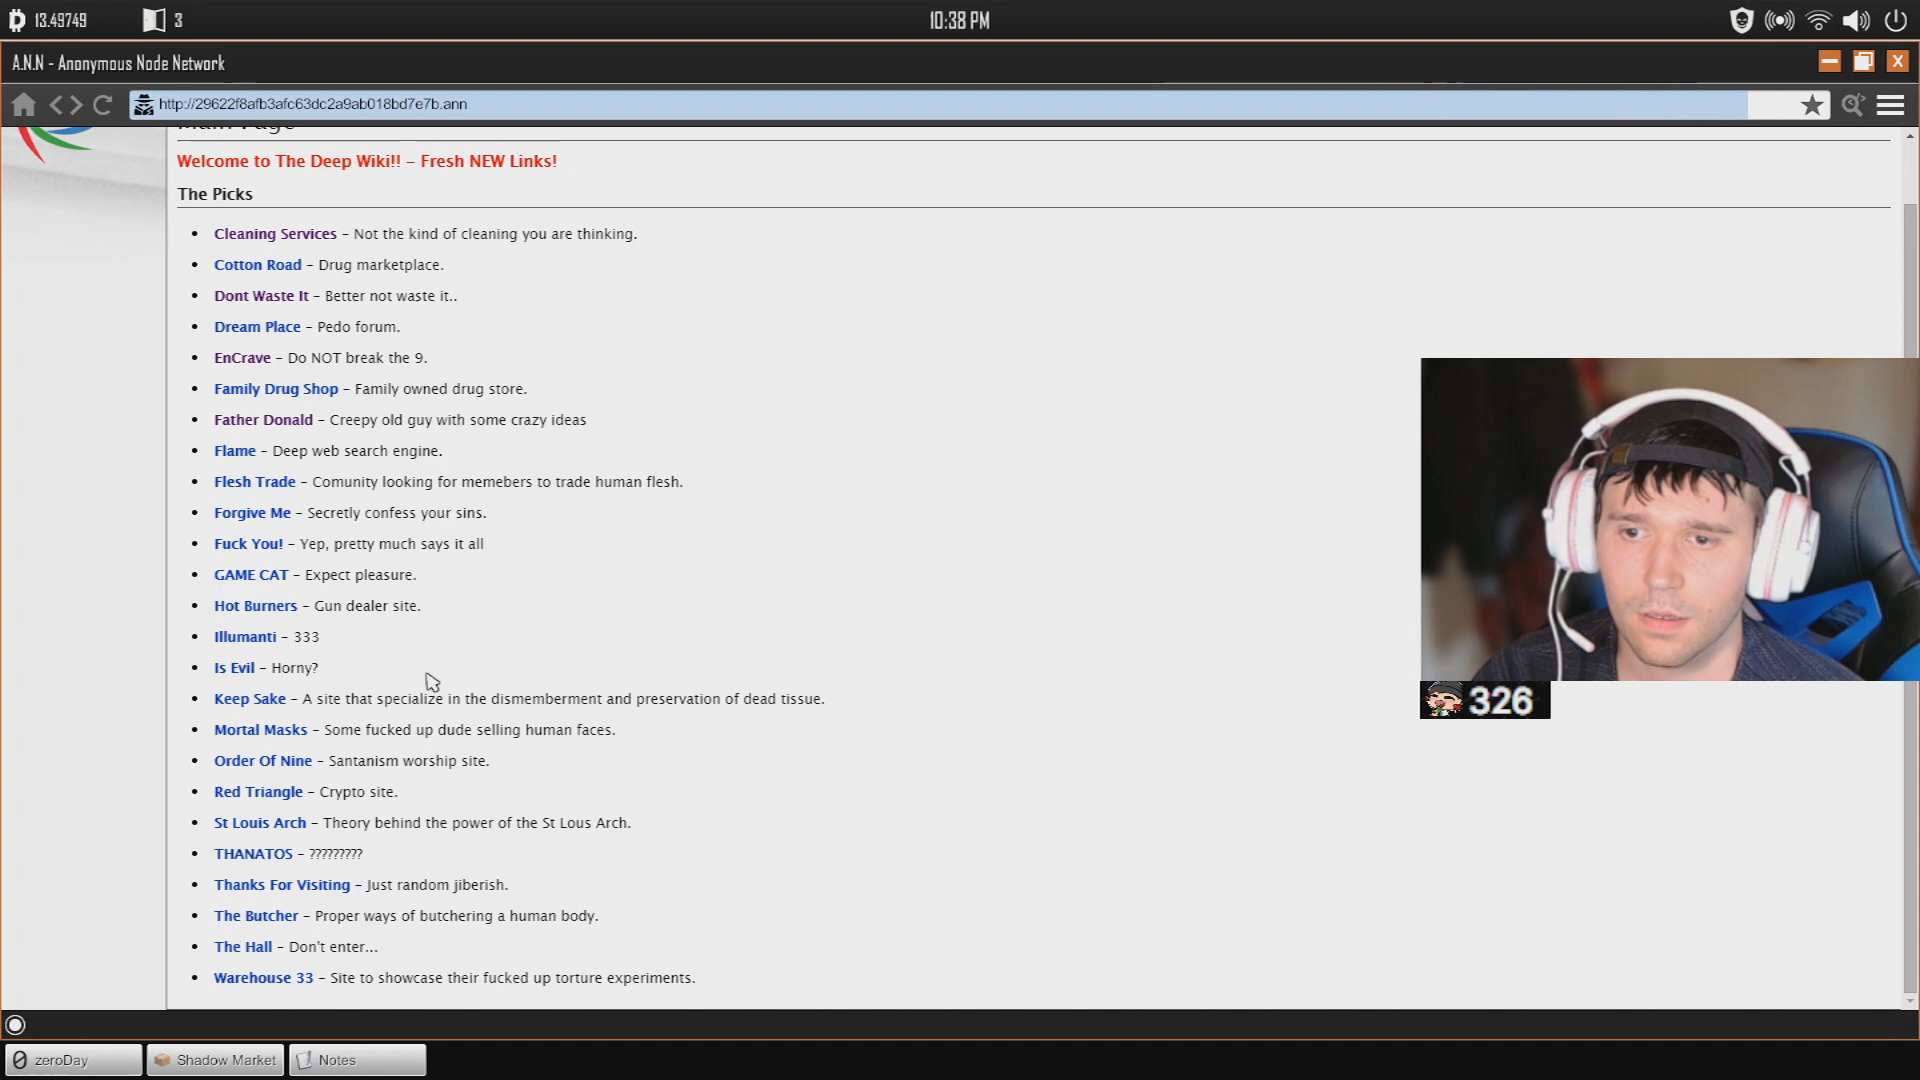 13.49749
3
10:38 PM
A.N.N - Anonymous Node Network
http://29622f8afb3afc63dc2a9ab018bd7e7b.ann
Main Page
Welcome to The Deep Wiki!! - Fresh NEW Links!
The Picks
Cleaning Services - Not the kind of cleaning you are thinking.
Cotton Road - Drug marketplace.
Dont Waste It - Better not waste it..
Dream Place - Pedo forum.
EnCrave - Do NOT break the 9.
Family Drug Shop - Family owned drug store.
Father Donald - Creepy old guy with some crazy ideas
Flame - Deep web search engine.
Flesh Trade - Comunity looking for memebers to trade human flesh.
Forgive Me - Secretly confess your sins.
Fuck You! - Yep, pretty much says it all
GAME CAT - Expect pleasure.
Hot Burners - Gun dealer site.
Illumanti - 333
Is Evil - Horny?
Keep Sake - A site that specialize in the dismemberment and preservation of dead tissue.
Mortal Masks - Some fucked up dude selling human faces.
Order Of Nine - Santanism worship site.
Red Triangle - Crypto site.
St Louis Arch - Theory behind the power of the St Lous Arch.
THANATOS - ?????????
Thanks For Visiting - Just random jiberish.
The Butcher - Proper ways of butchering a human body.
The Hall - Don't enter...
Warehouse 33 - Site to showcase their fucked up torture experiments.
326
zeroDay
Shadow Market
Notes